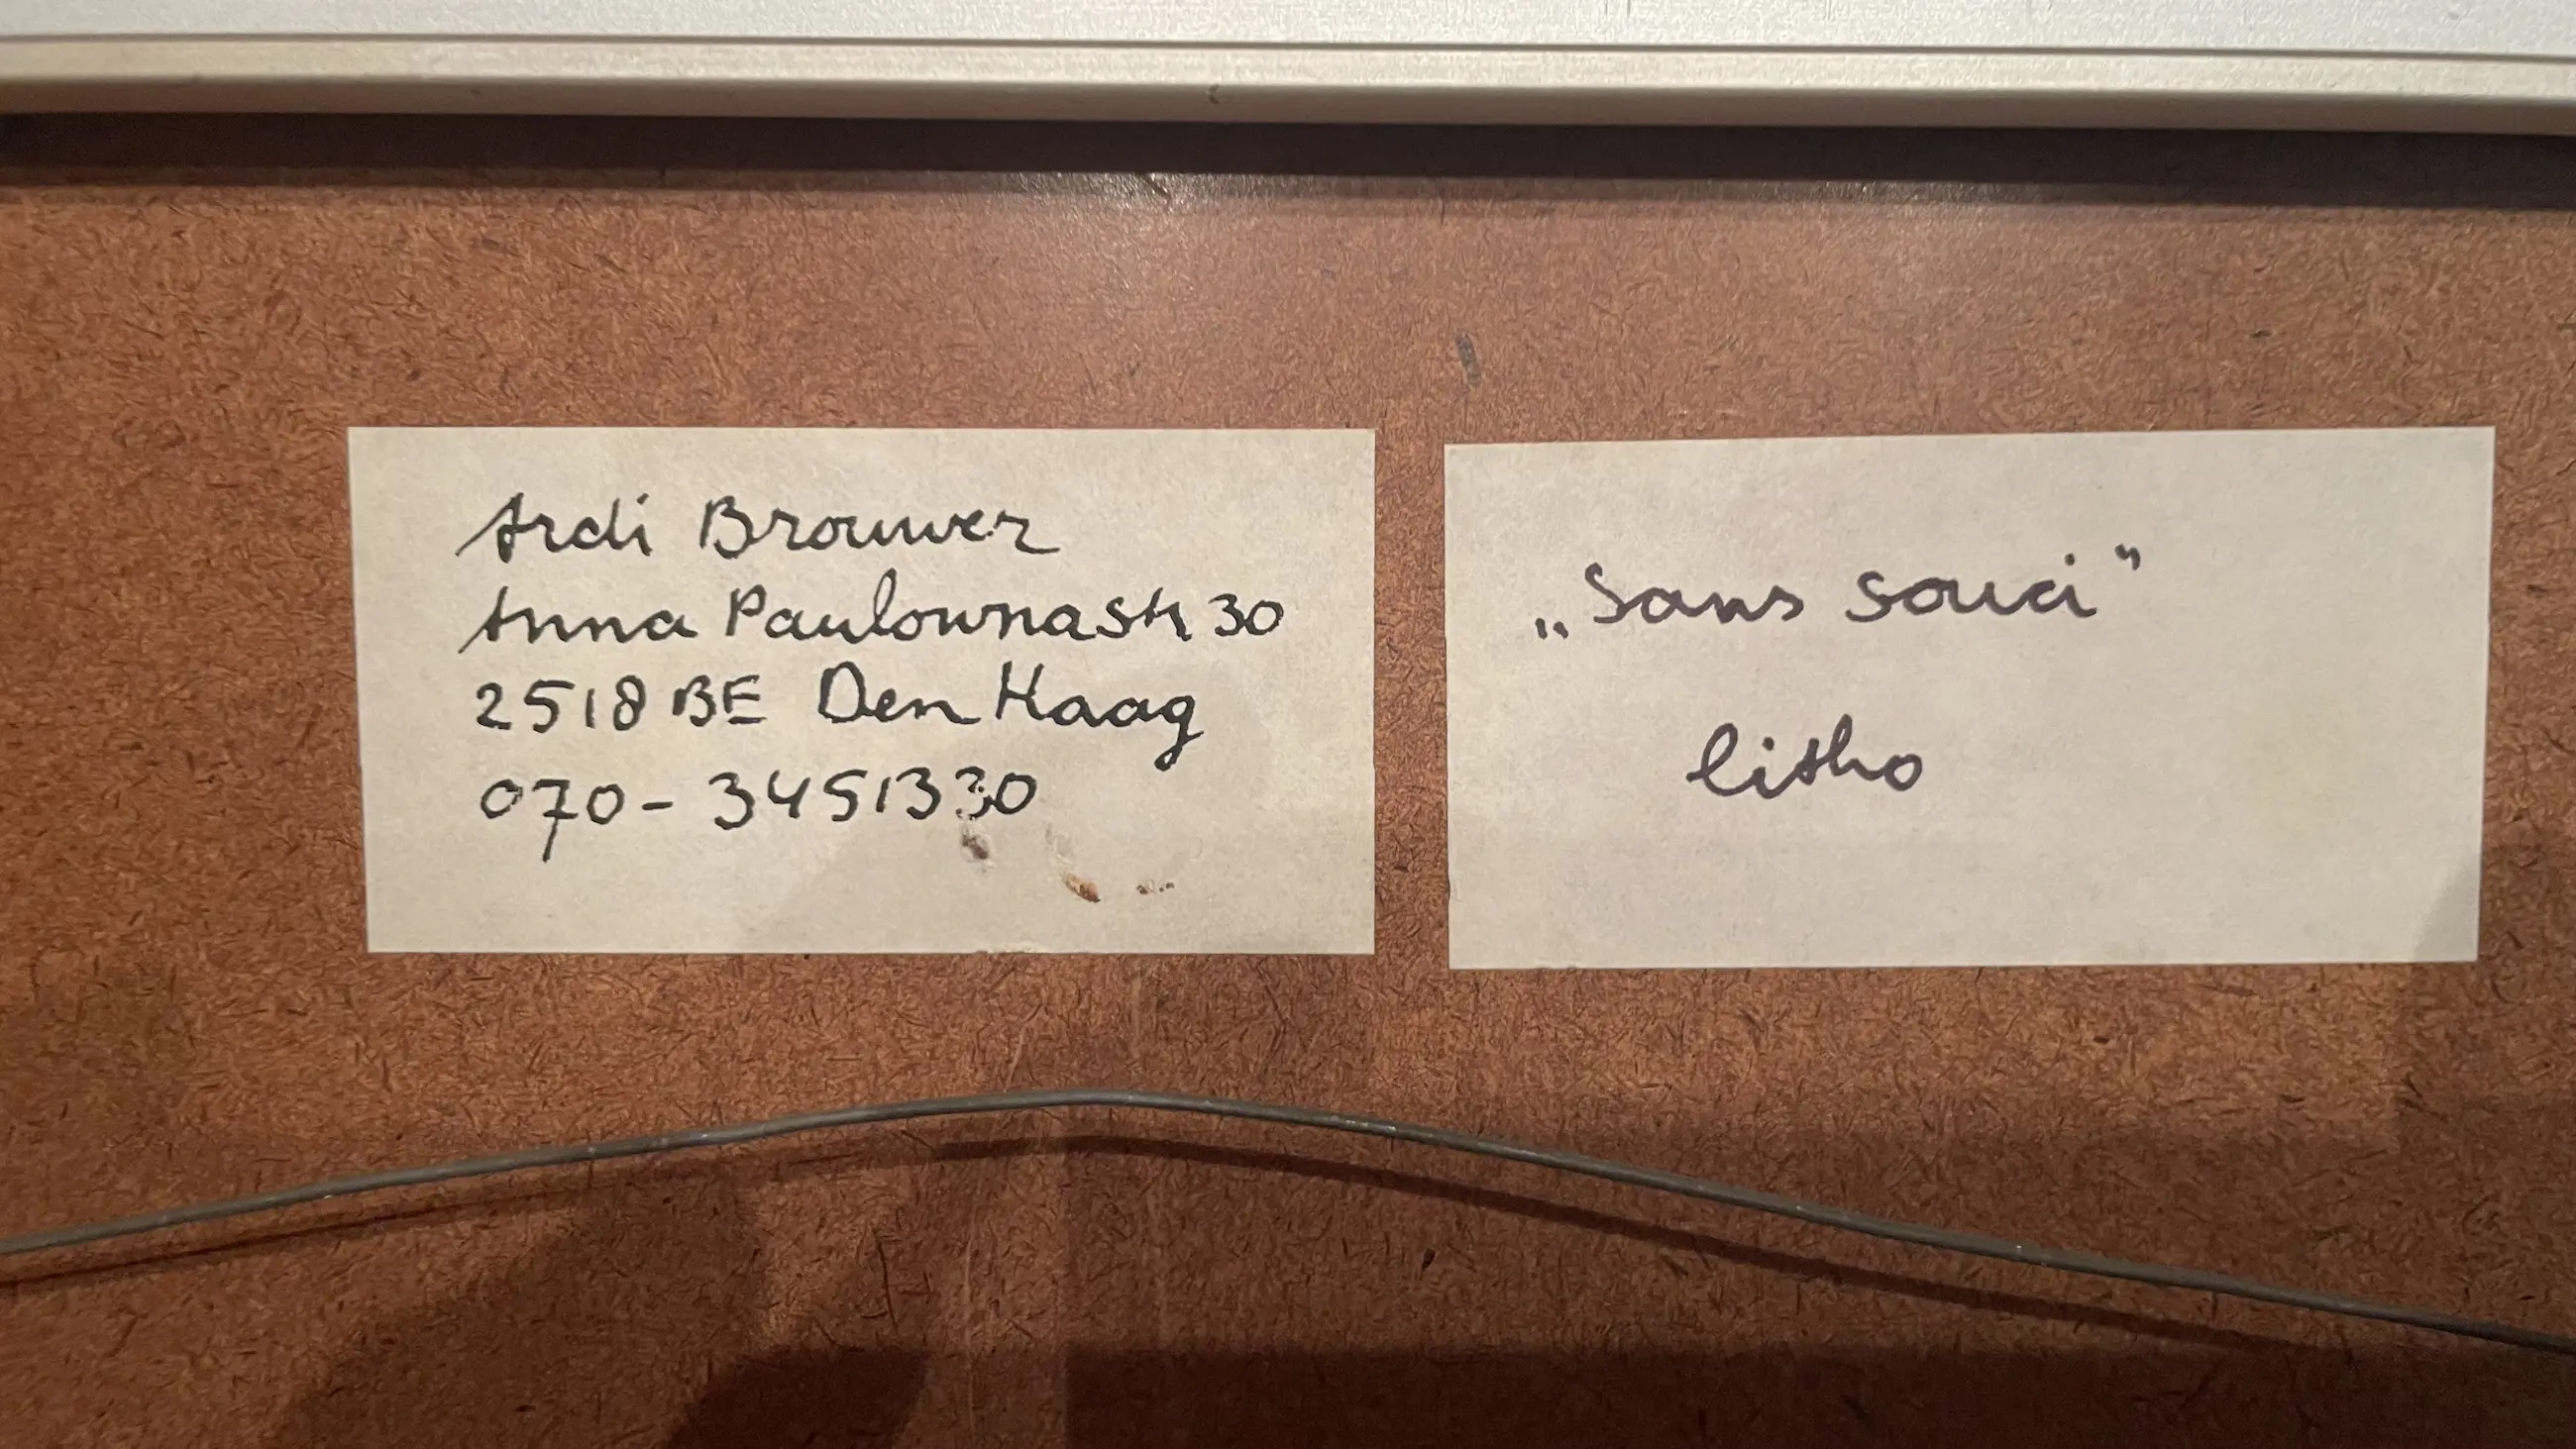 Ardi Brouwer
Anna Paulownastr 30
2518 BE Den Haag
070-3451330
„Sans souci”
litho